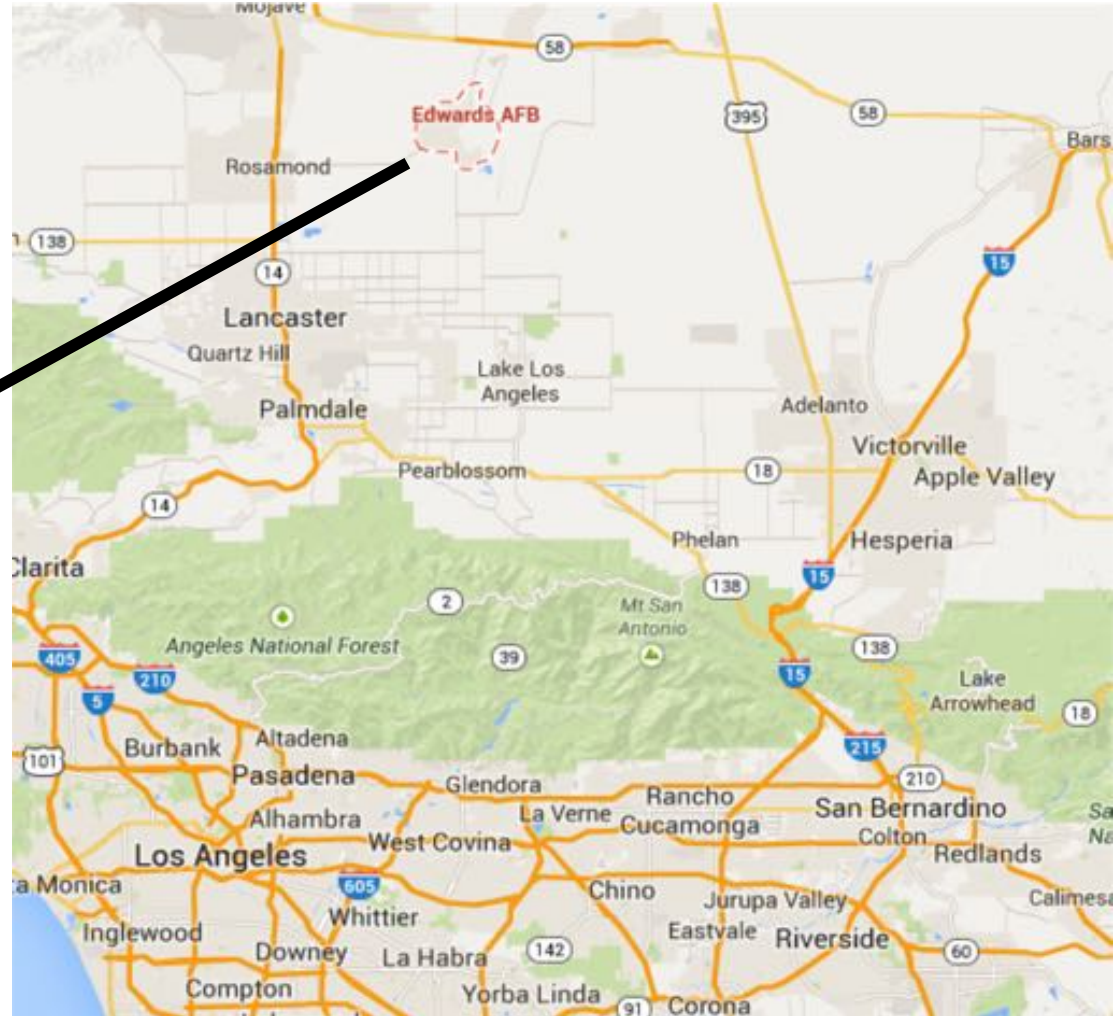 Mojave
58
Edwards AFB
395
58
Bars
Rosamond
138
14
15
Lancaster
Quartz Hill
Lake Los
Angeles
Palmdale
Adelanto
Victorville
Pearblossom
18
Apple Valley
14
Phelan
Hesperia
Clarita
15
138
2
Mt San
Antonio
Angeles National Forest
39
138
405
210
15
Lake
Arrowhead
5
18
Burbank
Altadena
215
101
Pasadena
Glendora
210
Rancho
Cucamonga
San Bernardino
Alhambra
La Verne
West Covina
Colton
Sa
Na
Los Angeles
Redlands
ta Monica
605
Chino
Jurupa Valley
Calimesa
Whittier
Inglewood
Eastvale
Riverside
Downey
La Habra
142
60
Compton
Yorba Linda
91
Corona